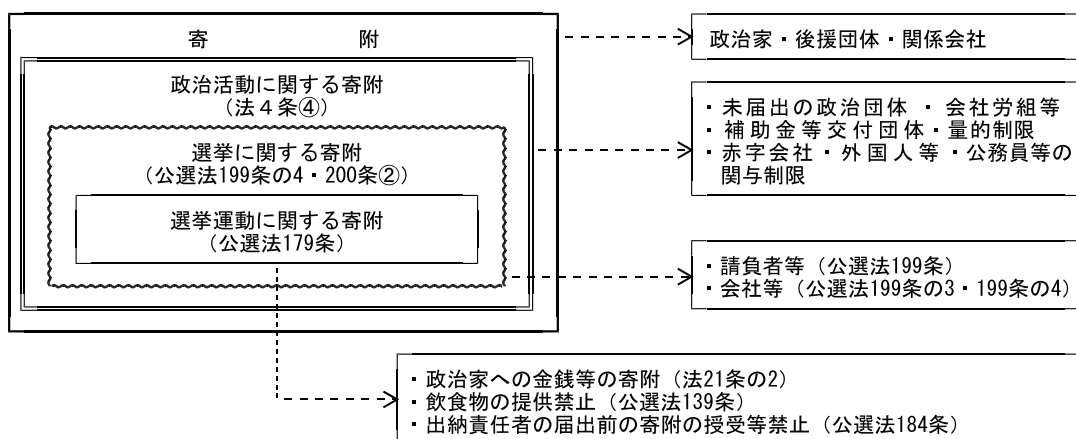 寄　　　　　　附
政治活動に関する寄附
（法４条④）
選挙に関する寄附
（公選法199条の4・200条②）
選挙運動に関する寄附
（公選法179条）
政治家・後援団体・関係会社
・未届出の政治団体 ・ 会社労組等
・補助金等交付団体・量的制限
・赤字会社・外国人等・公務員等の
関与制限
・請負者等（公選法199条）
・会社等（公選法199条の3・199条の4）
・政治家への金銭等の寄附（法21条の2）
・飲食物の提供禁止（公選法139条）
・出納責任者の届出前の寄附の授受等禁止（公選法184条）